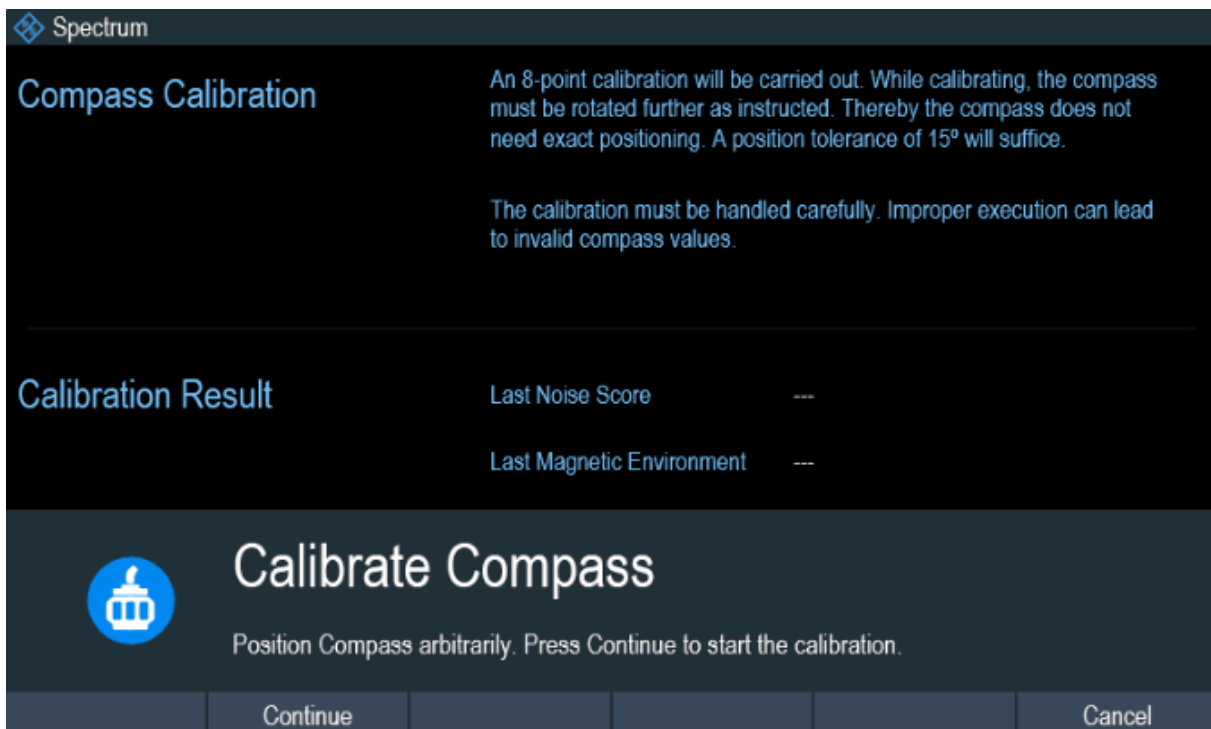 Spectrum
Compass Calibration
An 8-point calibration will be carried out. While calibrating, the compass
must be rotated further as instructed. Thereby the compass does not
need exact positioning. A position tolerance of 15º will suffice.
The calibration must be handled carefully. Improper execution can lead
to invalid compass values.
Calibration Result
Last Noise Score ---
Last Magnetic Environment ---
Calibrate Compass
Position Compass arbitrarily. Press Continue to start the calibration.
Continue Cancel